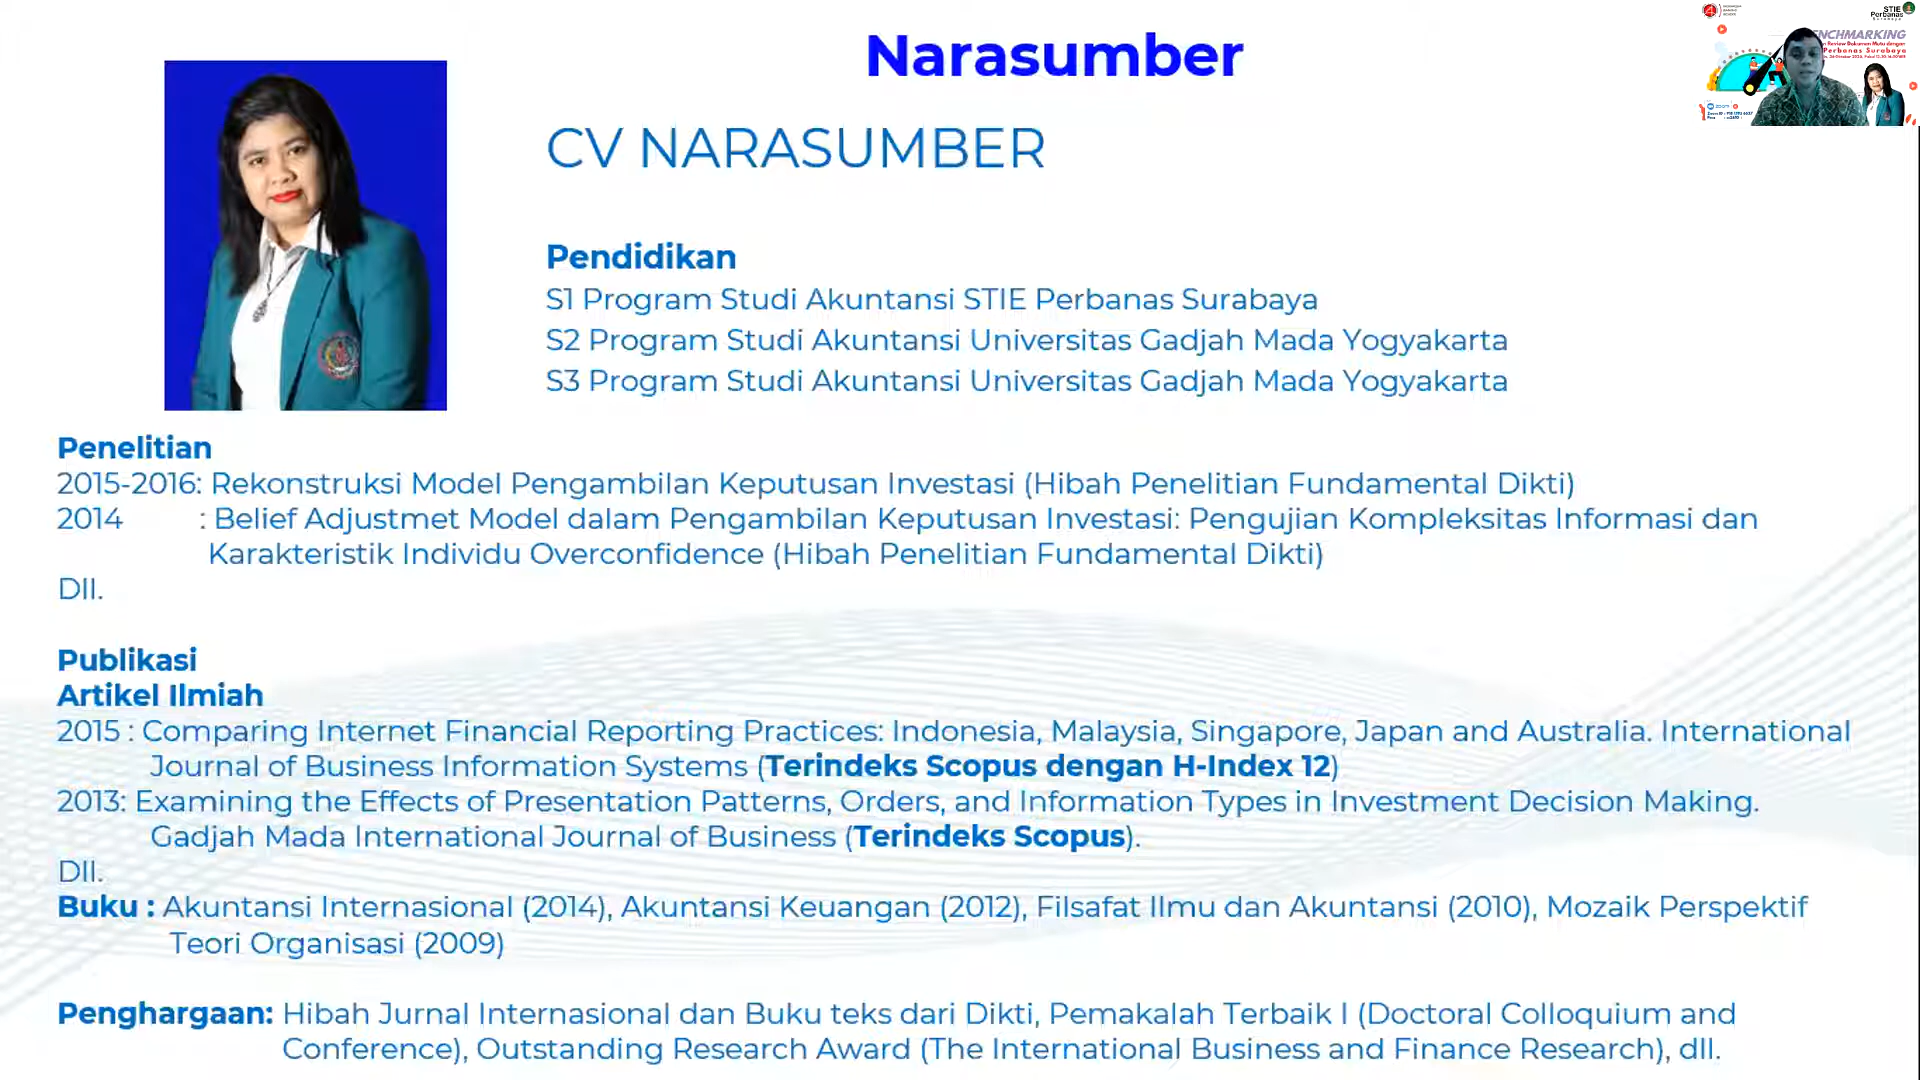 Narasumber
CV NARASUMBER
Pendidikan
S1 Program Studi Akuntansi STIE Perbanas Surabaya
S2 Program Studi Akuntansi Universitas Gadjah Mada Yogyakarta
S3 Program Studi Akuntansi Universitas Gadjah Mada Yogyakarta
Penelitian
2015-2016: Rekonstruksi Model Pengambilan Keputusan Investasi (Hibah Penelitian Fundamental Dikti)
2014 : Belief Adjustmet Model dalam Pengambilan Keputusan Investasi: Pengujian Kompleksitas Informasi dan
Karakteristik Individu Overconfidence (Hibah Penelitian Fundamental Dikti)
Dll.
Publikasi
Artikel Ilmiah
2015 : Comparing Internet Financial Reporting Practices: Indonesia, Malaysia, Singapore, Japan and Australia. International
Journal of Business Information Systems (Terindeks Scopus dengan H-Index 12)
2013: Examining the Effects of Presentation Patterns, Orders, and Information Types in Investment Decision Making.
Gadjah Mada International Journal of Business (Terindeks Scopus).
Dll.
Buku : Akuntansi Internasional (2014), Akuntansi Keuangan (2012), Filsafat Ilmu dan Akuntansi (2010), Mozaik Perspektif
Teori Organisasi (2009)
Penghargaan: Hibah Jurnal Internasional dan Buku teks dari Dikti, Pemakalah Terbaik I (Doctoral Colloquium and
Conference), Outstanding Research Award (The International Business and Finance Research), dll.
STIE
Perbanas
Surabaya
ENCHMARKING
Review Dokumen Mutu dengan
Perbanas Surabaya
zoom